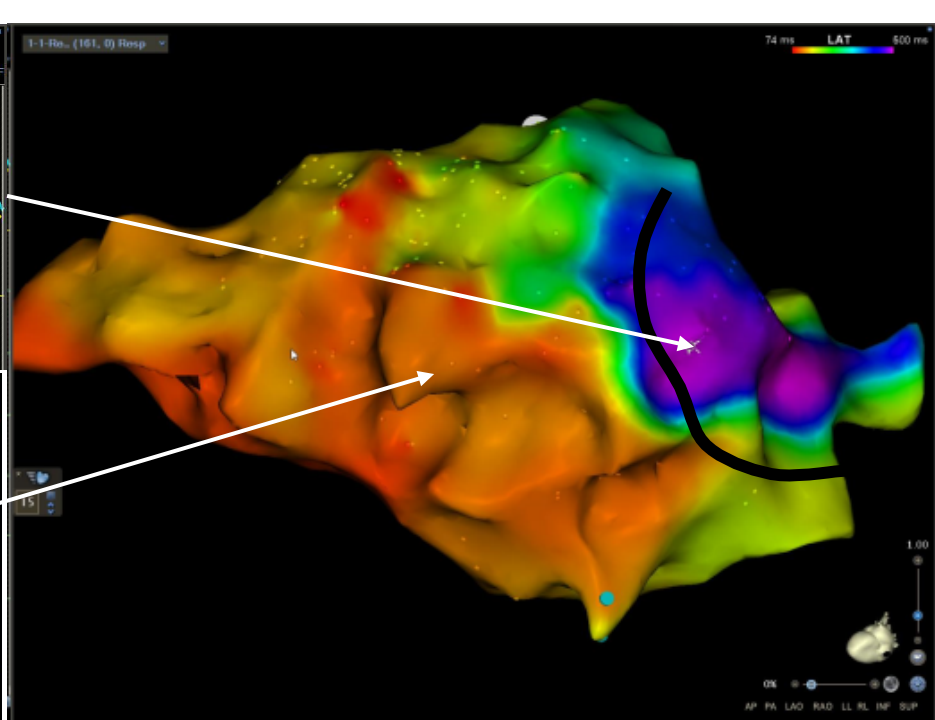 1-1-Re.. (161, 0) Resp
74 ms LAT 500 ms
15
1.00
0%
AP PA LAO RAO LL RL INF SUP